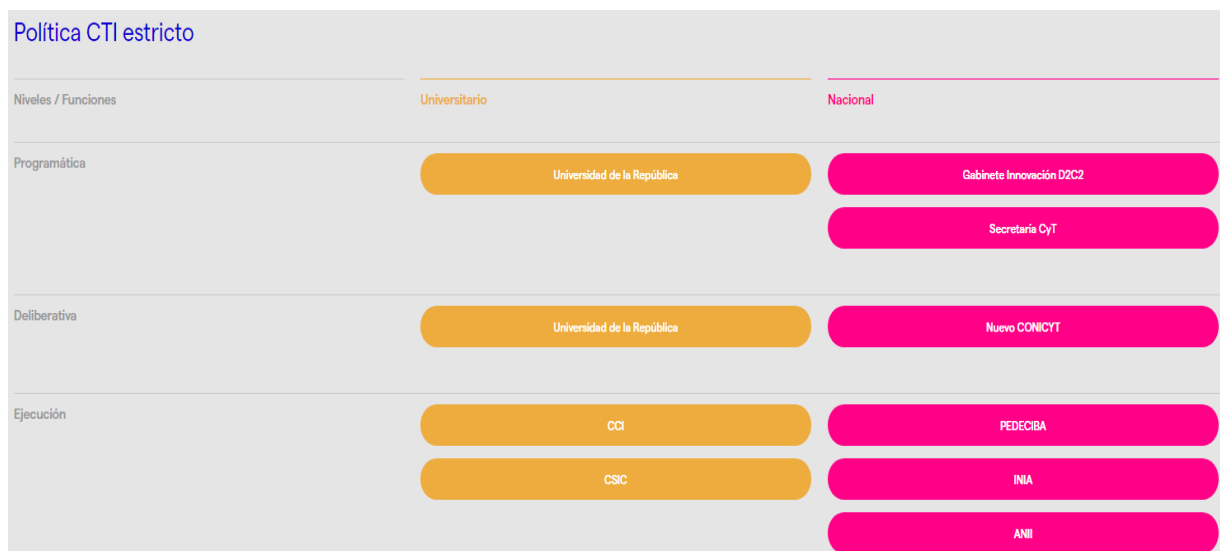 Política CTI estricto
Niveles / Funciones
Universitario
Nacional
Programática
Universidad de la República
Gabinete Innovación D2C2
Secretaría CyT
Deliberativa
Universidad de la República
Nuevo CONICYT
Ejecución
CCI
PEDECIBA
CSIC
INIA
ANII